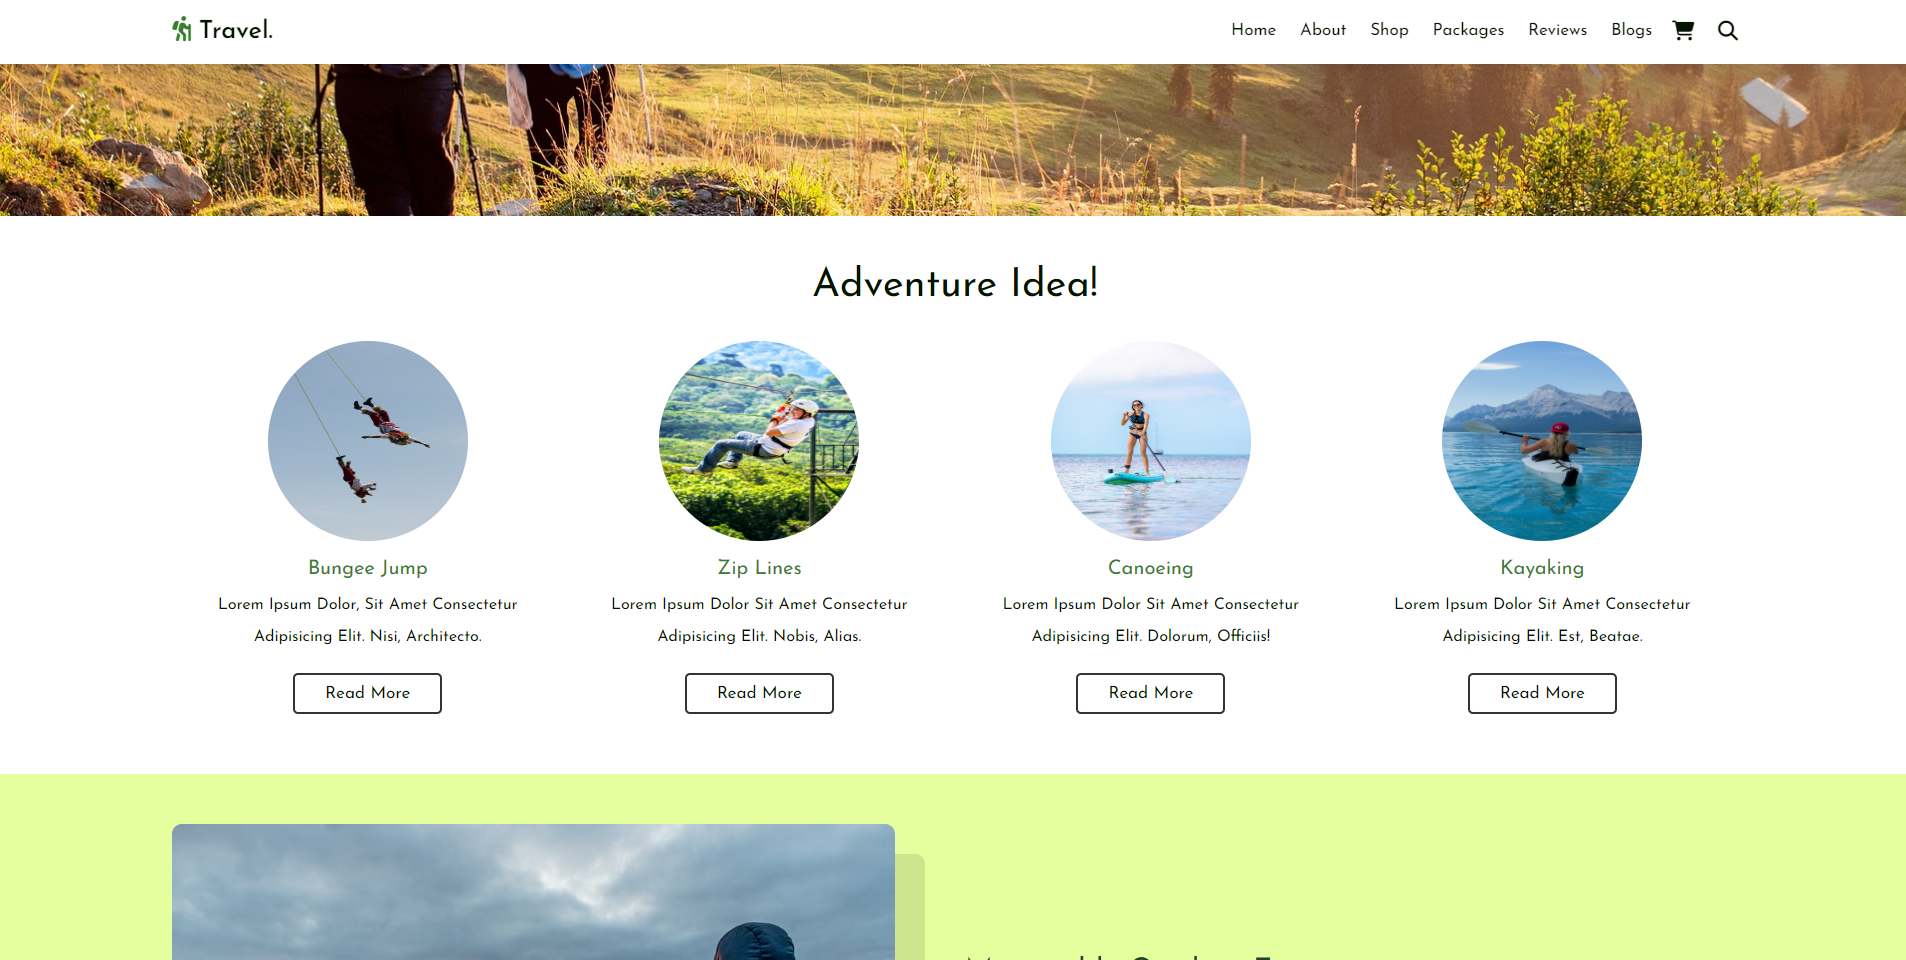 Travel.
Home About Shop Packages Reviews Blogs
Adventure Idea!
Bungee Jump
Lorem Ipsum Dolor, Sit Amet Consectetur
Adipisicing Elit. Nisi, Architecto.
Read More
Zip Lines
Lorem Ipsum Dolor Sit Amet Consectetur
Adipisicing Elit. Nobis, Alias.
Read More
Canoeing
Lorem Ipsum Dolor Sit Amet Consectetur
Adipisicing Elit. Dolorum, Officiis!
Read More
Kayaking
Lorem Ipsum Dolor Sit Amet Consectetur
Adipisicing Elit. Est, Beatae.
Read More